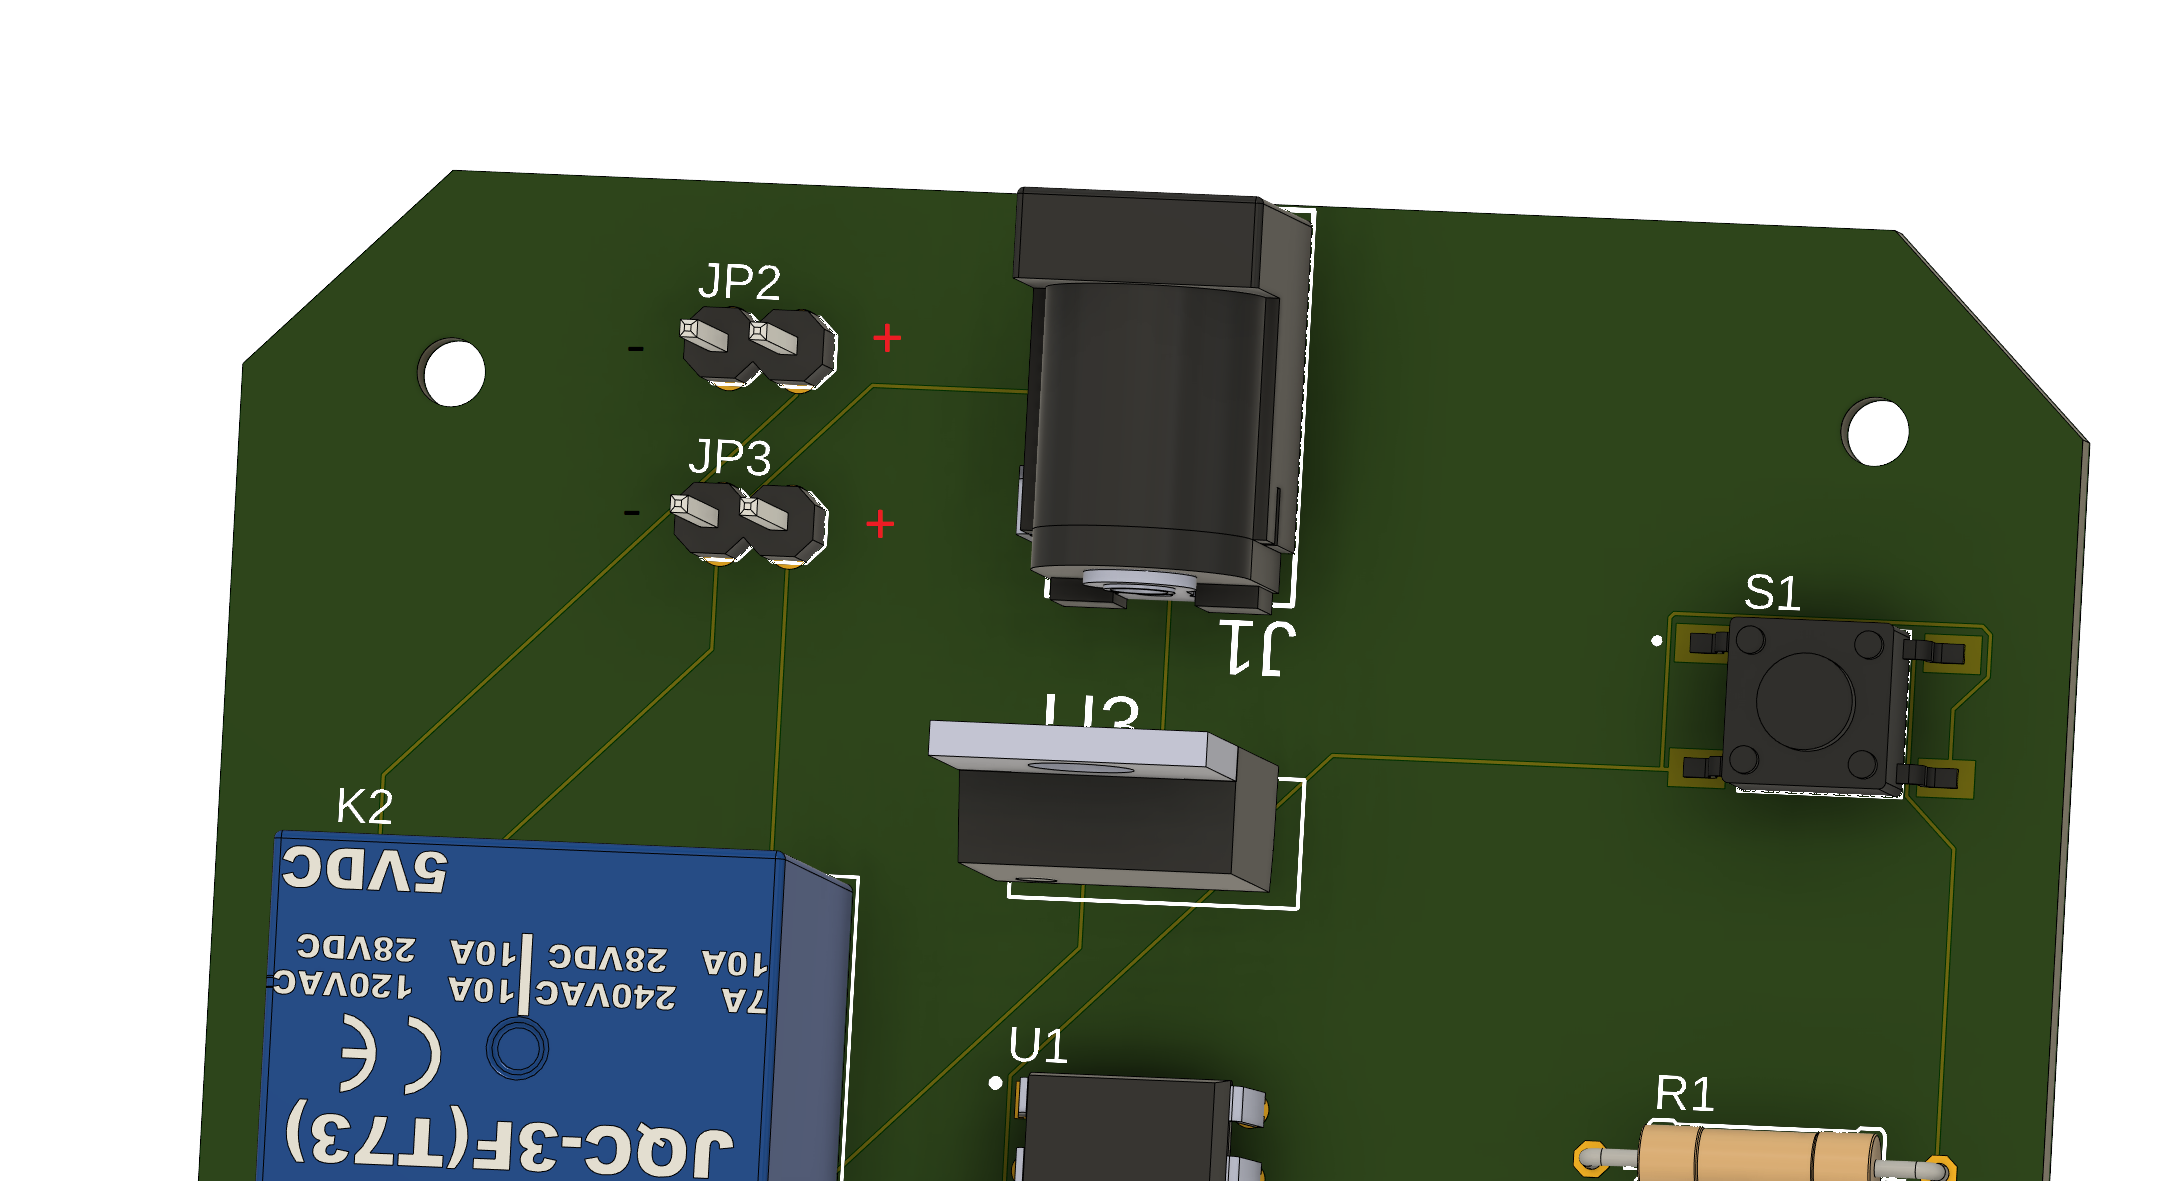 JP2
- +
JP3
- +
J1
S1
U3
K2
5VDC
10A 28VDC 10A 28VDC
7A 240VAC 10A 120VAC
CE
JQC-3F(T73)
U1
R1